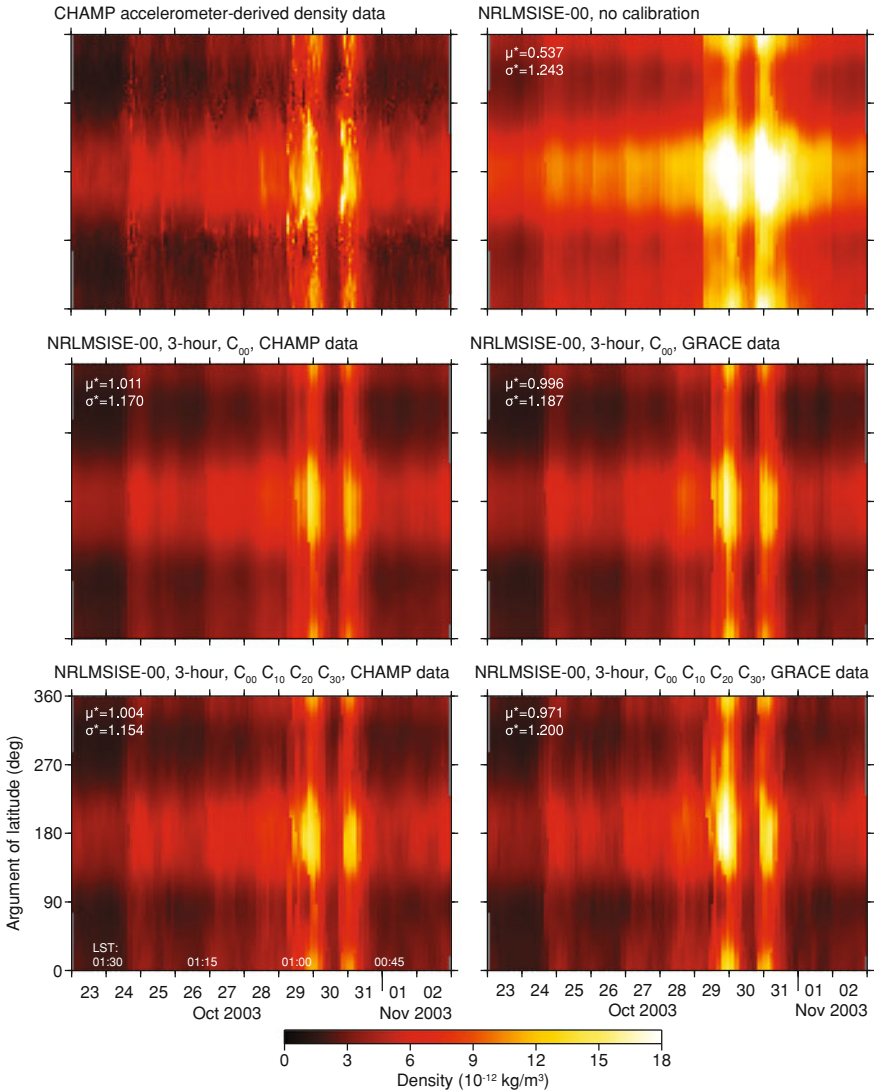 CHAMP accelerometer-derived density data
NRLMSISE-00, no calibration
μ*=0.537
σ*=1.243
NRLMSISE-00, 3-hour, C₀₀, CHAMP data
NRLMSISE-00, 3-hour, C₀₀, GRACE data
μ*=1.011
σ*=1.170
μ*=0.996
σ*=1.187
NRLMSISE-00, 3-hour, C₀₀ C₁₀ C₂₀ C₃₀, CHAMP data
NRLMSISE-00, 3-hour, C₀₀ C₁₀ C₂₀ C₃₀, GRACE data
360
270
180
90
0
Argument of latitude (deg)
μ*=1.004
σ*=1.154
μ*=0.971
σ*=1.200
LST:
01:30 01:15 01:00 00:45
23 24 25 26 27 28 29 30 31 01 02
Oct 2003 Nov 2003
23 24 25 26 27 28 29 30 31 01 02
Oct 2003 Nov 2003
0 3 6 9 12 15 18
Density (10⁻¹² kg/m³)